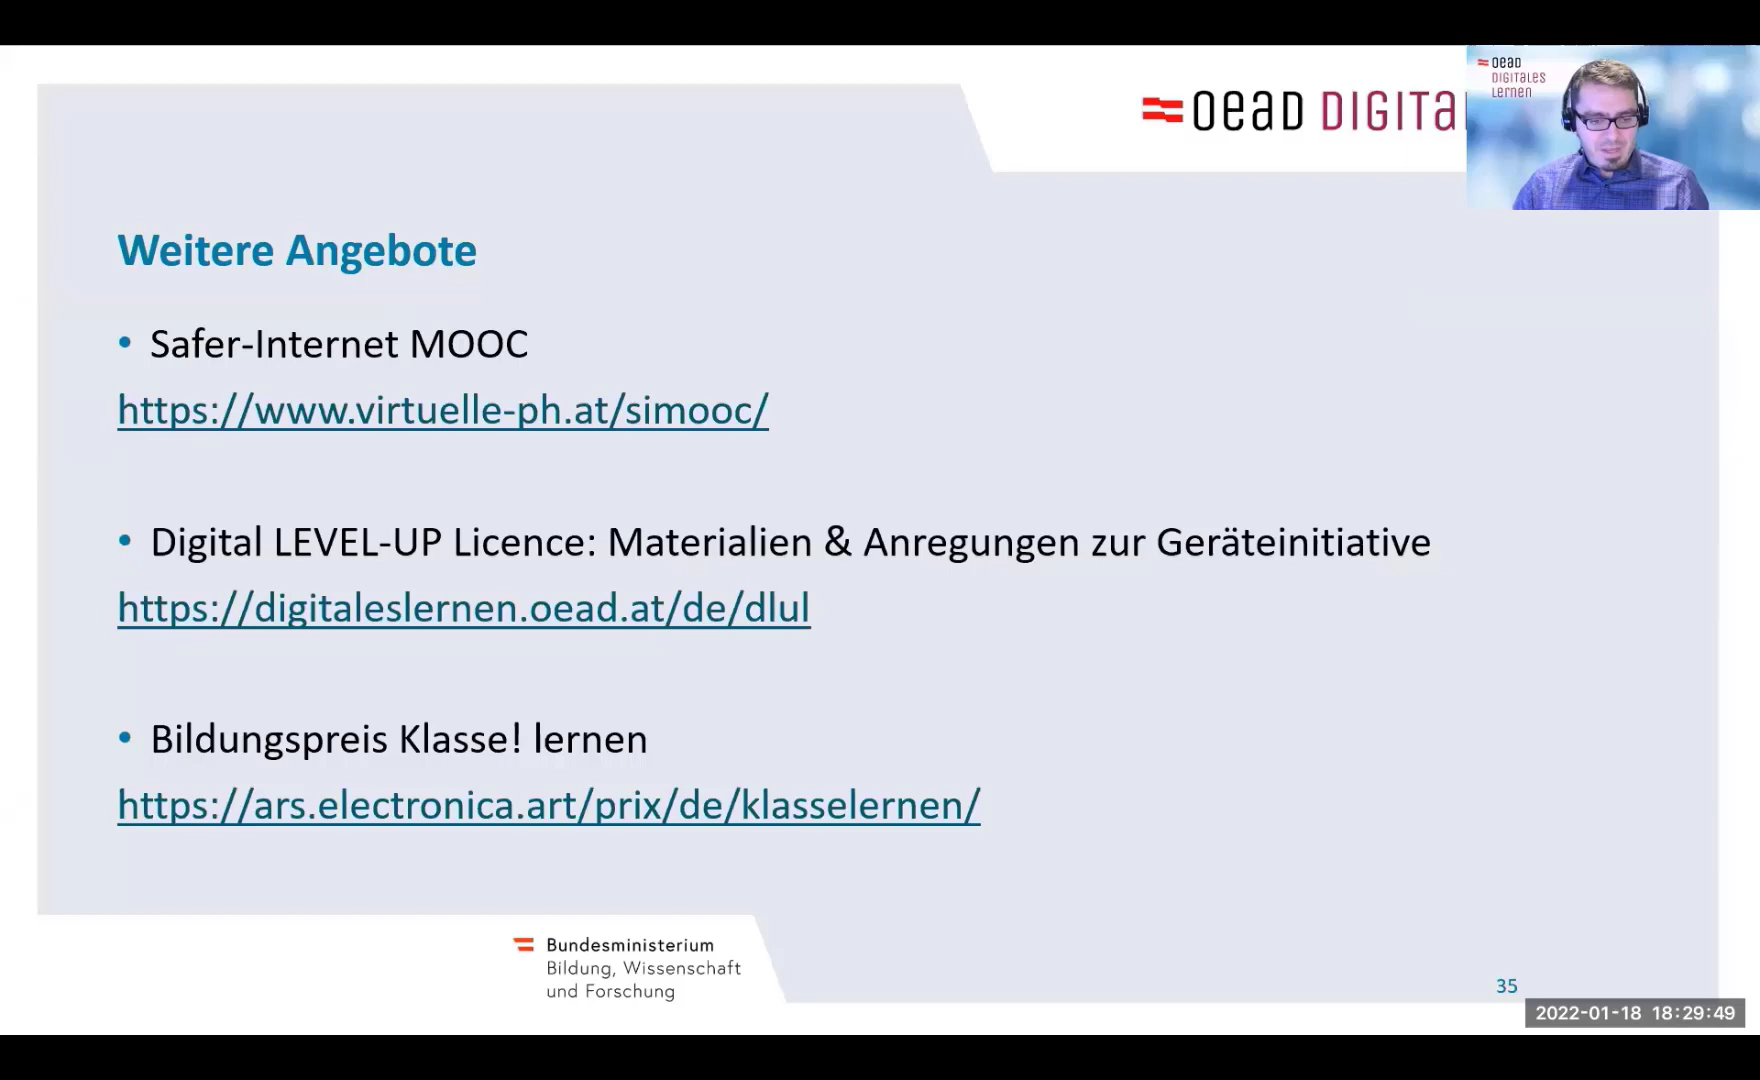 oead DIGITA
oead
DIGITALES
Lernen
Weitere Angebote
• Safer-Internet MOOC
https://www.virtuelle-ph.at/simooc/
• Digital LEVEL-UP Licence: Materialien & Anregungen zur Geräteinitiative
https://digitaleslernen.oead.at/de/dlul
• Bildungspreis Klasse! lernen
https://ars.electronica.art/prix/de/klasselernen/
Bundesministerium
Bildung, Wissenschaft
und Forschung
35
2022-01-18 18:29:49